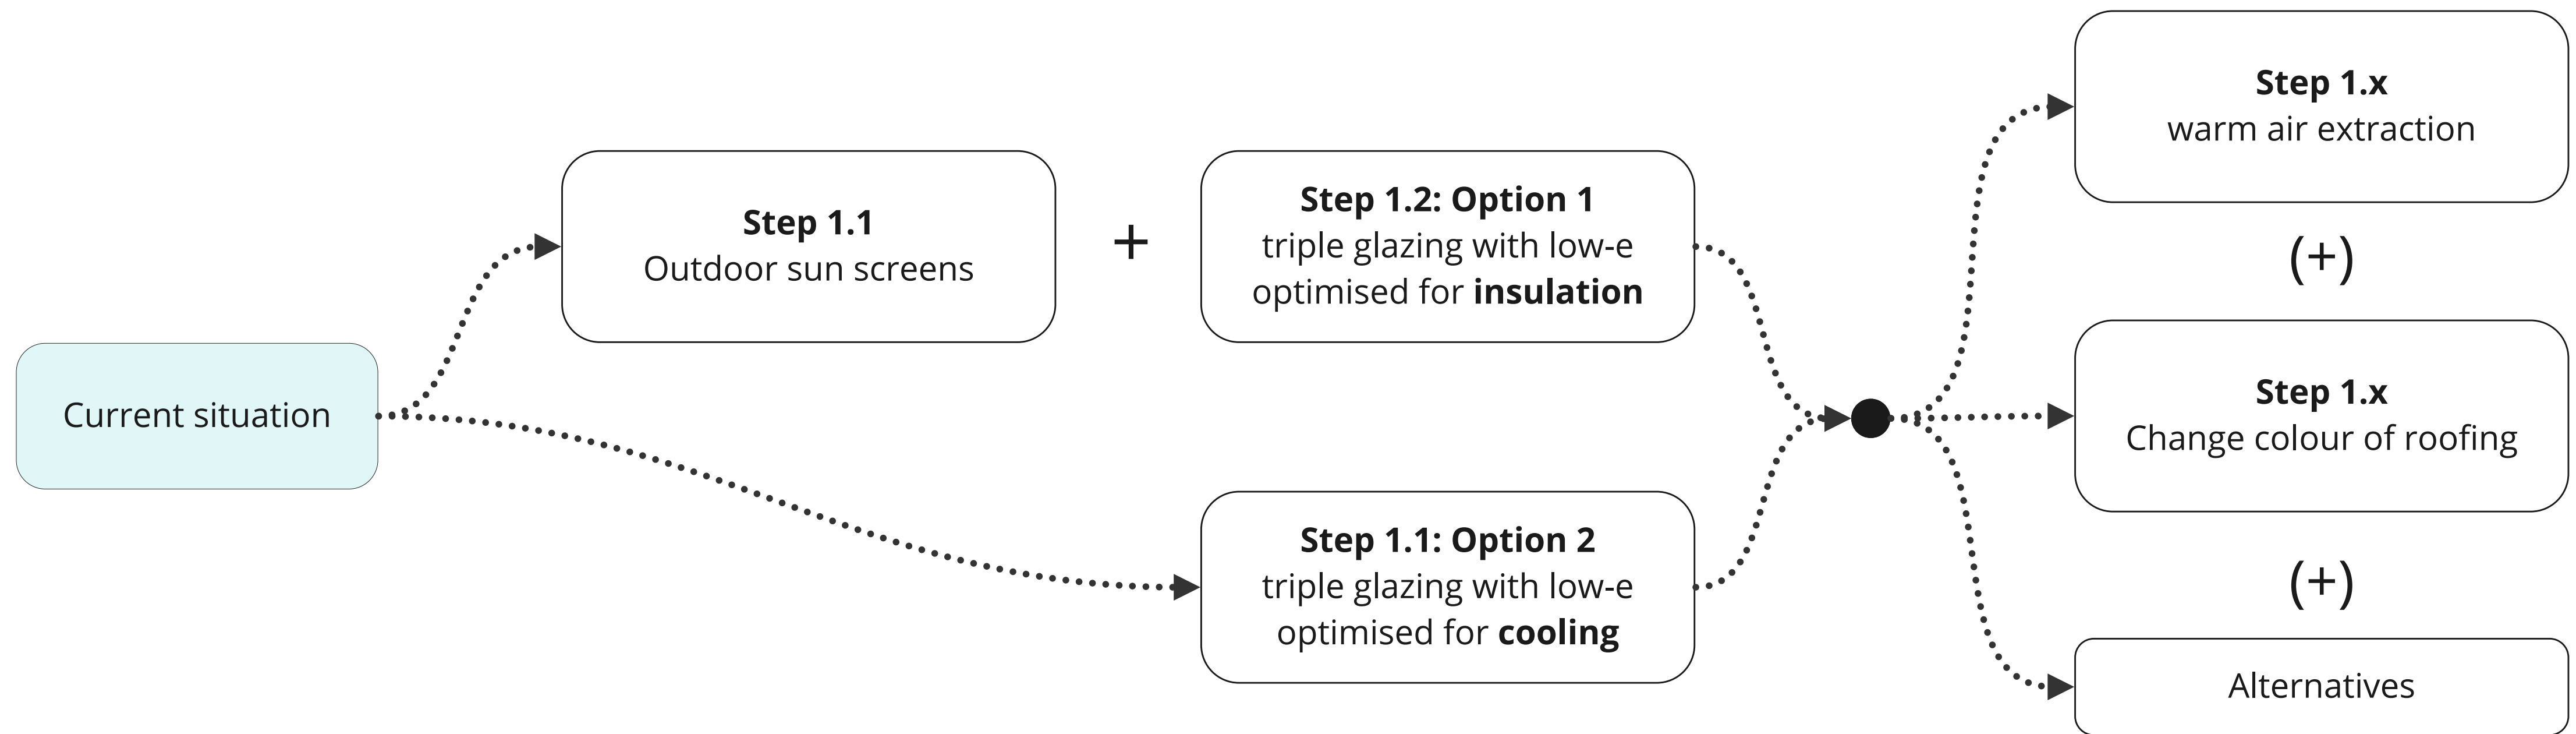 Current situation
Step 1.1
Outdoor sun screens
+
Step 1.2: Option 1
triple glazing with low-e
optimised for insulation
Step 1.1: Option 2
triple glazing with low-e
optimised for cooling
Step 1.x
warm air extraction
(+)
Step 1.x
Change colour of roofing
(+)
Alternatives